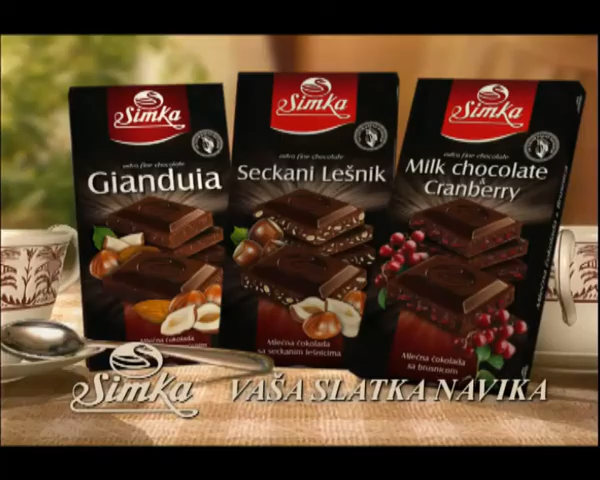 Simka
extra fine chocolate
Gianduia
Mlečna čokolada
Simka
extra fine chocolate
Seckani Lešnik
Mlečna čokolada
sa seckanim lešnicima
Simka
extra fine chocolate
Milk chocolate
&
Cranberry
Mlečna čokolada
sa brusnicom
Simka
VAŠA SLATKA NAVIKA